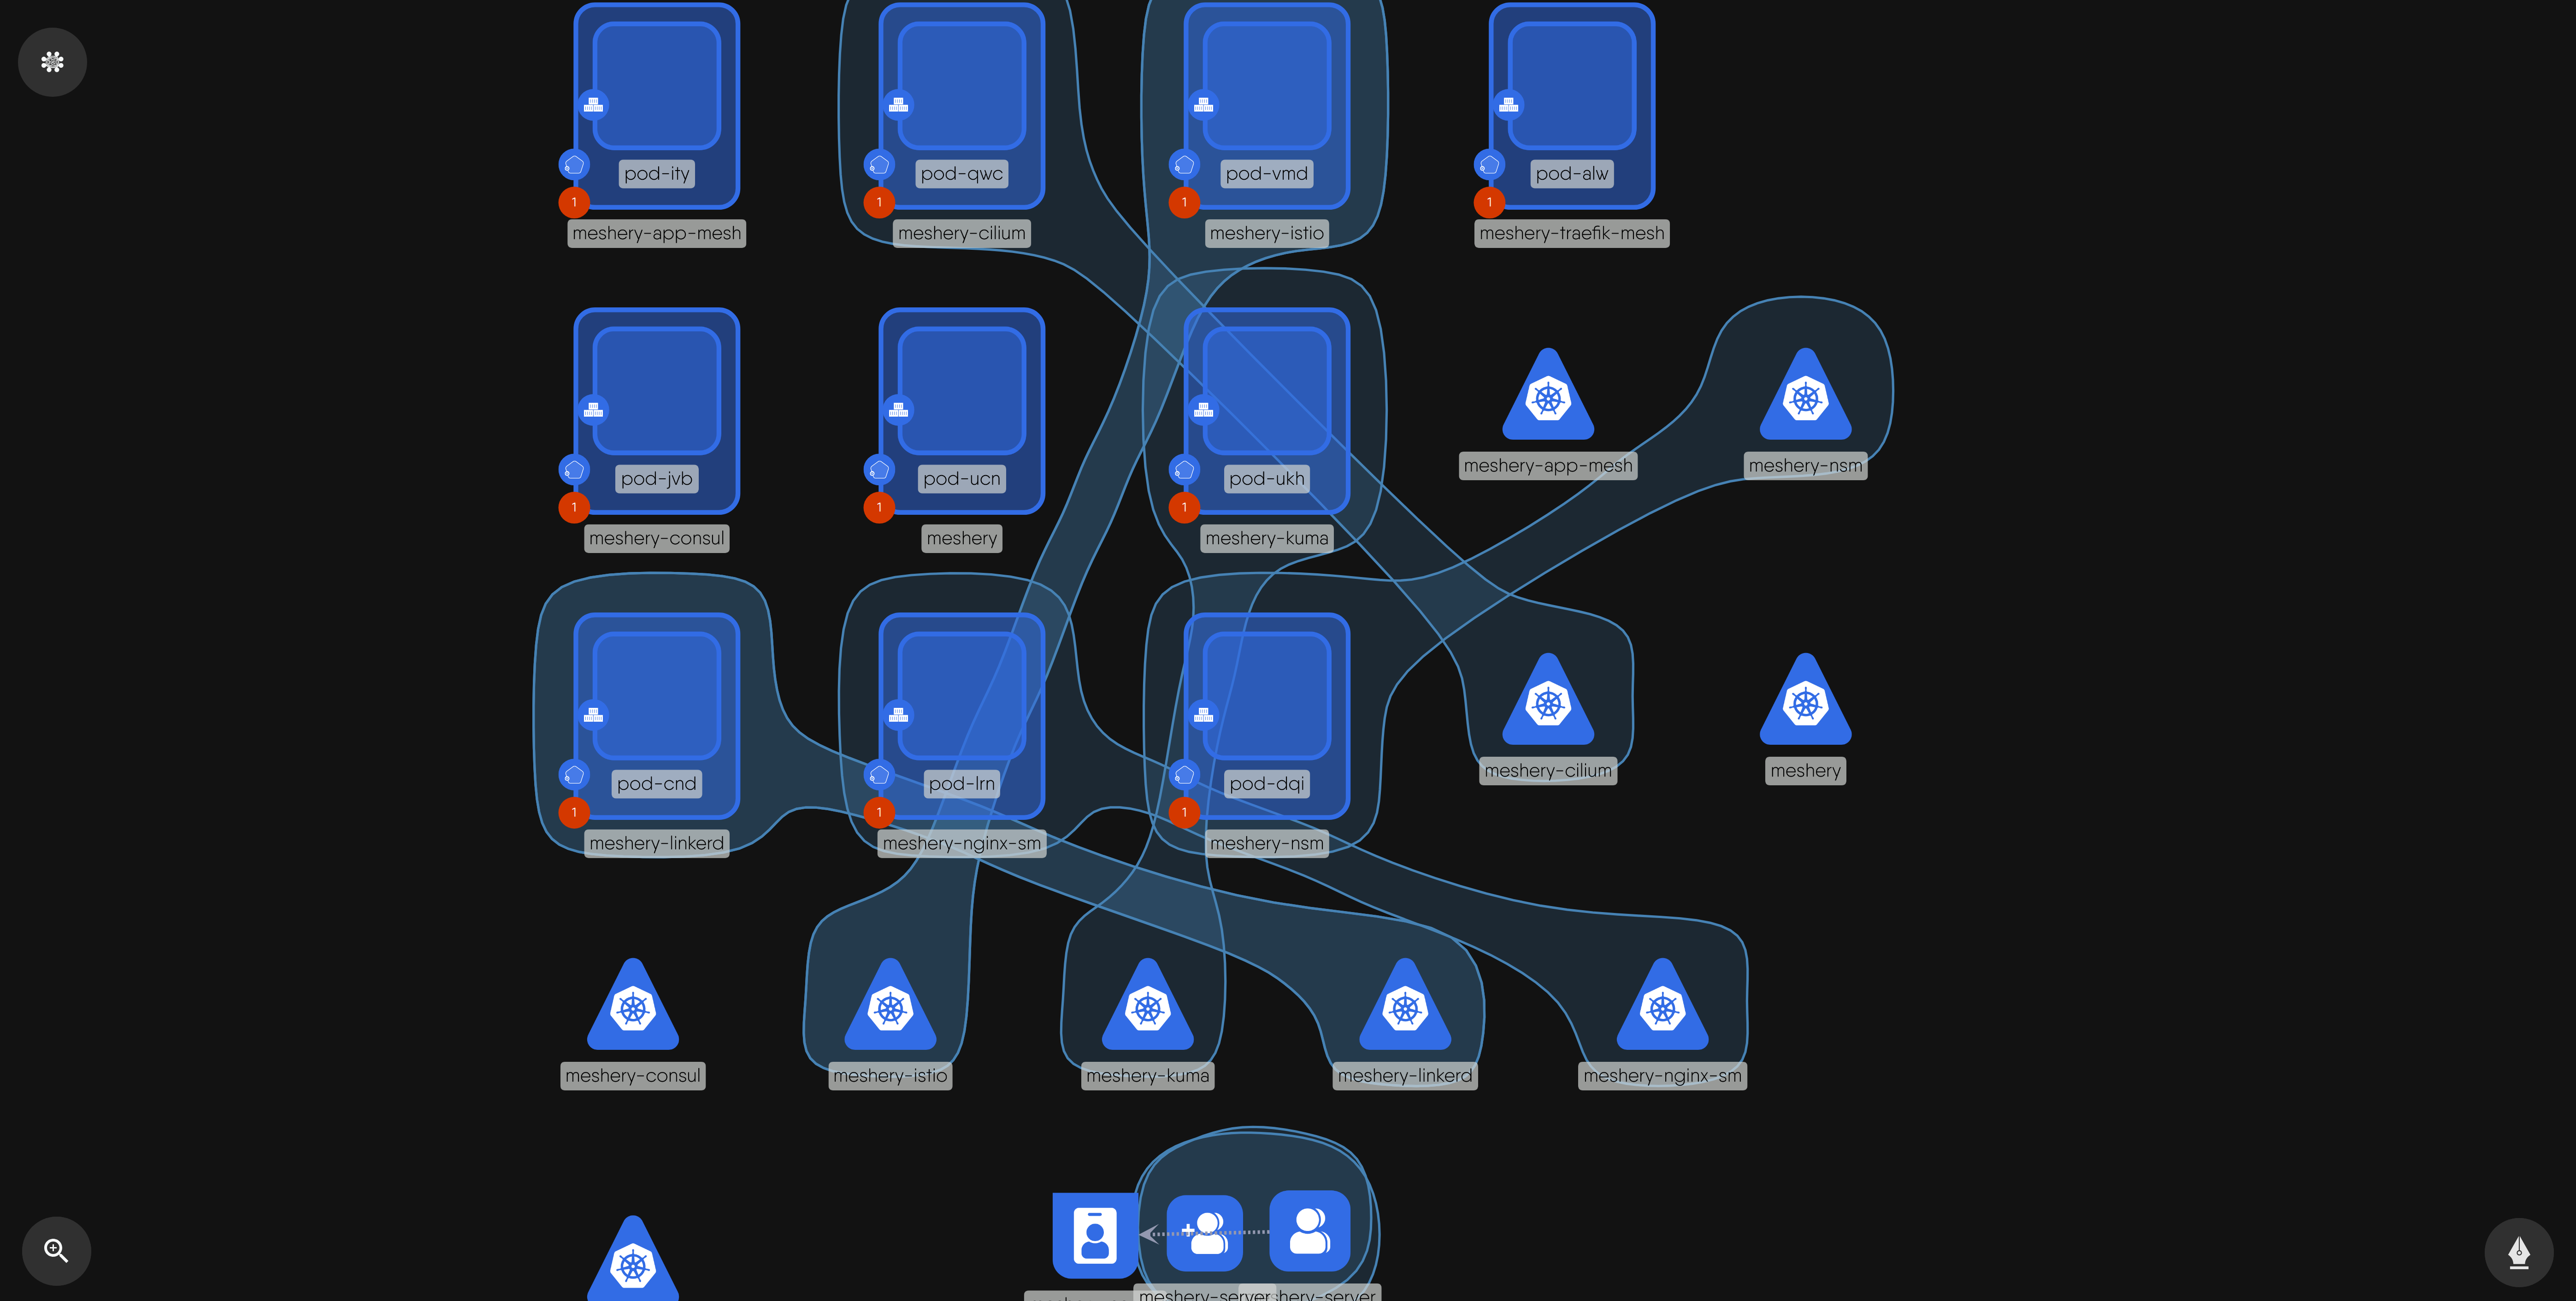 pod-ity
pod-qwc
pod-vmd
pod-alw
1
1
1
1
meshery-app-mesh
meshery-cilium
meshery-istio
meshery-traefik-mesh
meshery-app-mesh
meshery-nsm
pod-jvb
pod-ucn
pod-ukh
1
1
1
meshery-consul
meshery
meshery-kuma
pod-cnd
pod-lrn
pod-dqi
meshery-cilium
meshery
1
1
1
meshery-linkerd
meshery-nginx-sm
meshery-nsm
meshery-consul
meshery-istio
meshery-kuma
meshery-linkerd
meshery-nginx-sm
meshery-server